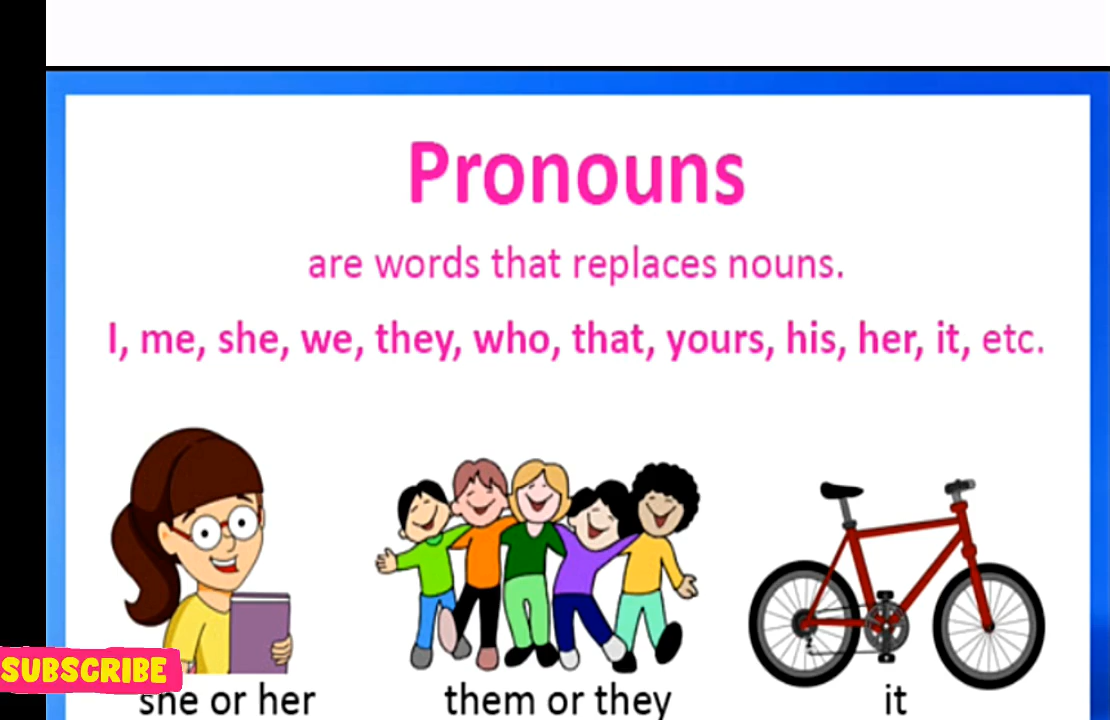 Pronouns
are words that replaces nouns.
I, me, she, we, they, who, that, yours, his, her, it, etc.
SUBSCRIBE
she or her
them or they
it